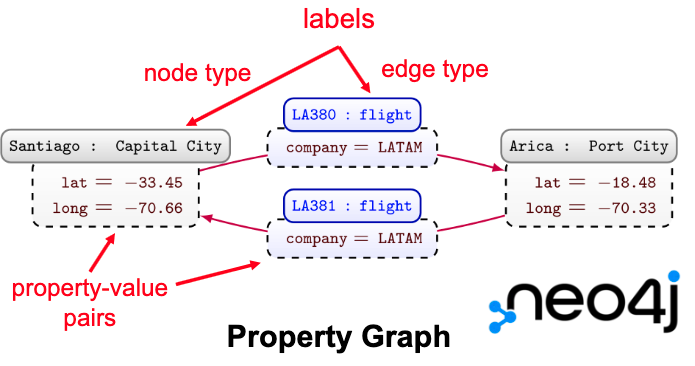 labels
node type
edge type
LA380 : flight
company = LATAM
Santiago : Capital City
lat = −33.45
long = −70.66
Arica : Port City
lat = −18.48
long = −70.33
LA381 : flight
company = LATAM
property-value
pairs
Property Graph
neo4j